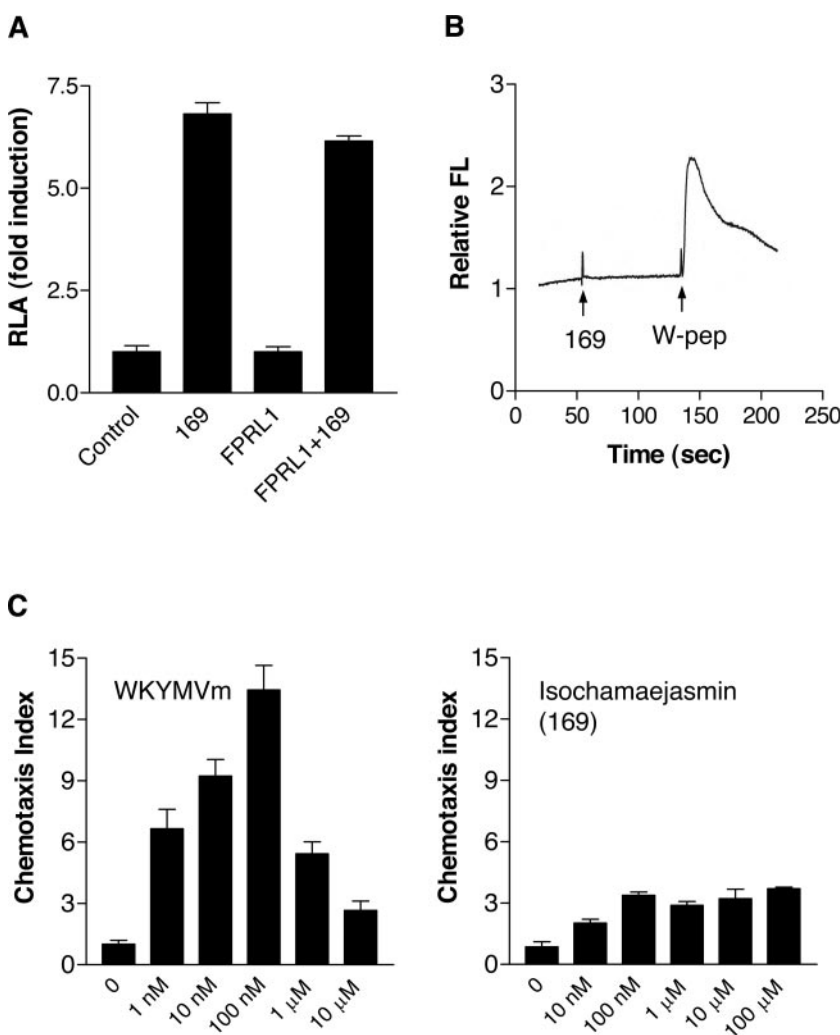 A
RLA (fold induction)
7.5
5.0
2.5
0.0
Control
169
FPRL1
FPRL1+169
B
Relative FL
3
2
1
0
169
W-pep
0
50
100
150
200
250
Time (sec)
C
Chemotaxis Index
15
12
9
6
3
0
WKYMVm
0
1 nM
10 nM
100 nM
1 μM
10 μM
Chemotaxis index
15
12
9
6
3
0
Isochamaejasmin
(169)
0
10 nM
100 nM
1 μM
10 μM
100 μM